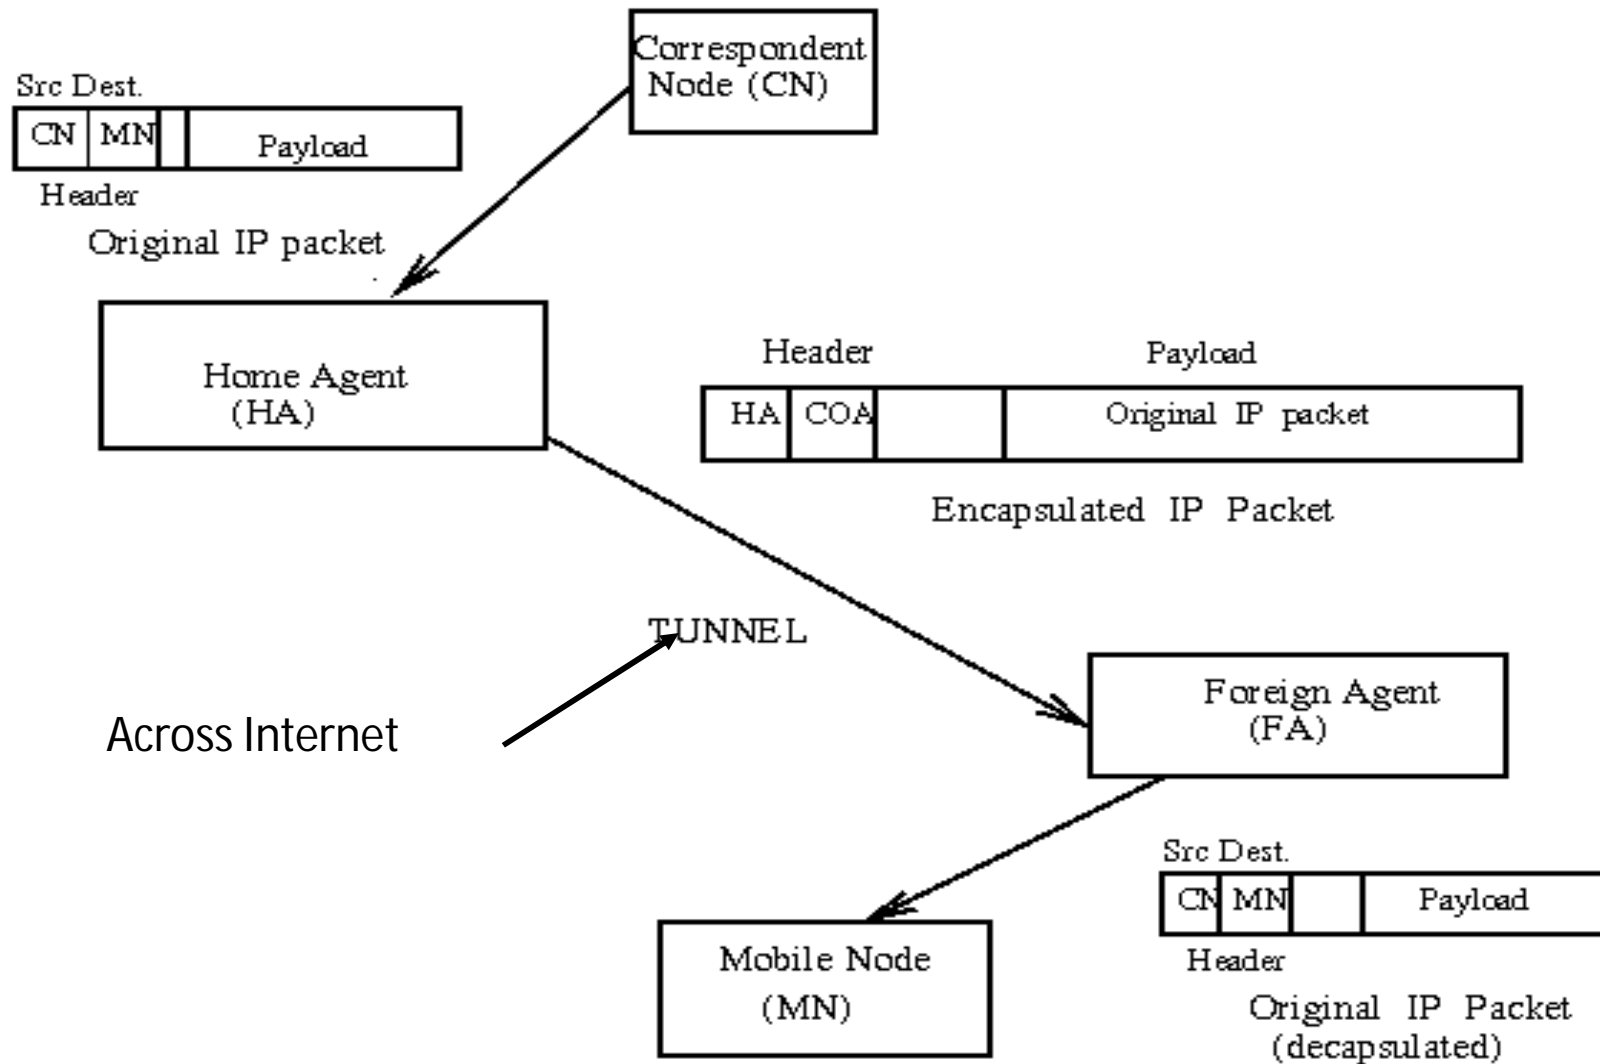 Correspondent
Node (CN)
Src Dest.
CN MN Payload
Header
Original IP packet
Home Agent
(HA)
Header Payload
HA COA Original IP packet
Encapsulated IP Packet
TUNNEL
Across Internet
Foreign Agent
(FA)
Src Dest.
CN MN Payload
Header
Original IP Packet
(decapsulated)
Mobile Node
(MN)